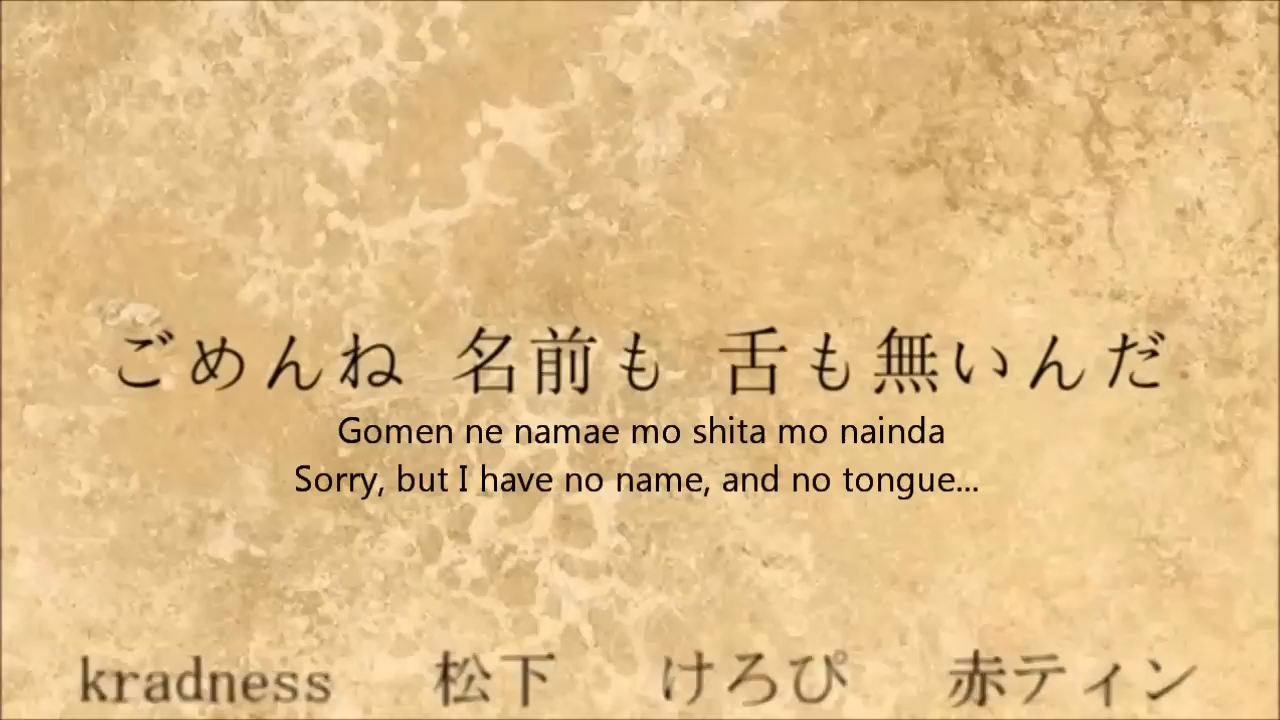 ごめんね 名前も 舌も無いんだ
Gomen ne namae mo shita mo nainda
Sorry, but I have no name, and no tongue...
kradness 松下 けろぴ 赤ティン